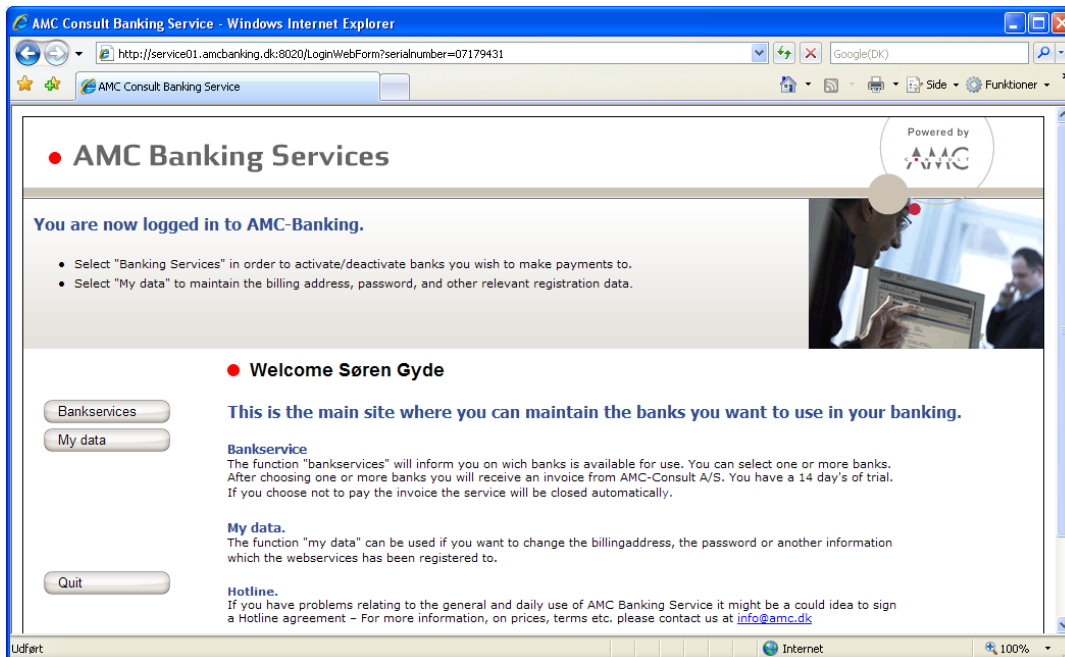 AMC Consult Banking Service - Windows Internet Explorer
http://service01.amcbanking.dk:8020/LoginWebForm?serialnumber=07179431
Google(DK)
AMC Consult Banking Service
Side
Funktioner
AMC Banking Services
Powered by
AMC
CONSULT
You are now logged in to AMC-Banking.
Select "Banking Services" in order to activate/deactivate banks you wish to make payments to.
Select "My data" to maintain the billing address, password, and other relevant registration data.
Welcome Søren Gyde
Bankservices
My data
Quit
This is the main site where you can maintain the banks you want to use in your banking.
Bankservice
The function "bankservices" will inform you on wich banks is available for use. You can select one or more banks.
After choosing one or more banks you will receive an invoice from AMC-Consult A/S. You have a 14 day's of trial.
If you choose not to pay the invoice the service will be closed automatically.
My data.
The function "my data" can be used if you want to change the billingaddress, the password or another information
which the webservices has been registered to.
Hotline.
If you have problems relating to the general and daily use of AMC Banking Service it might be a could idea to sign
a Hotline agreement – For more information, on prices, terms etc. please contact us at info@amc.dk
Udført
Internet
100%